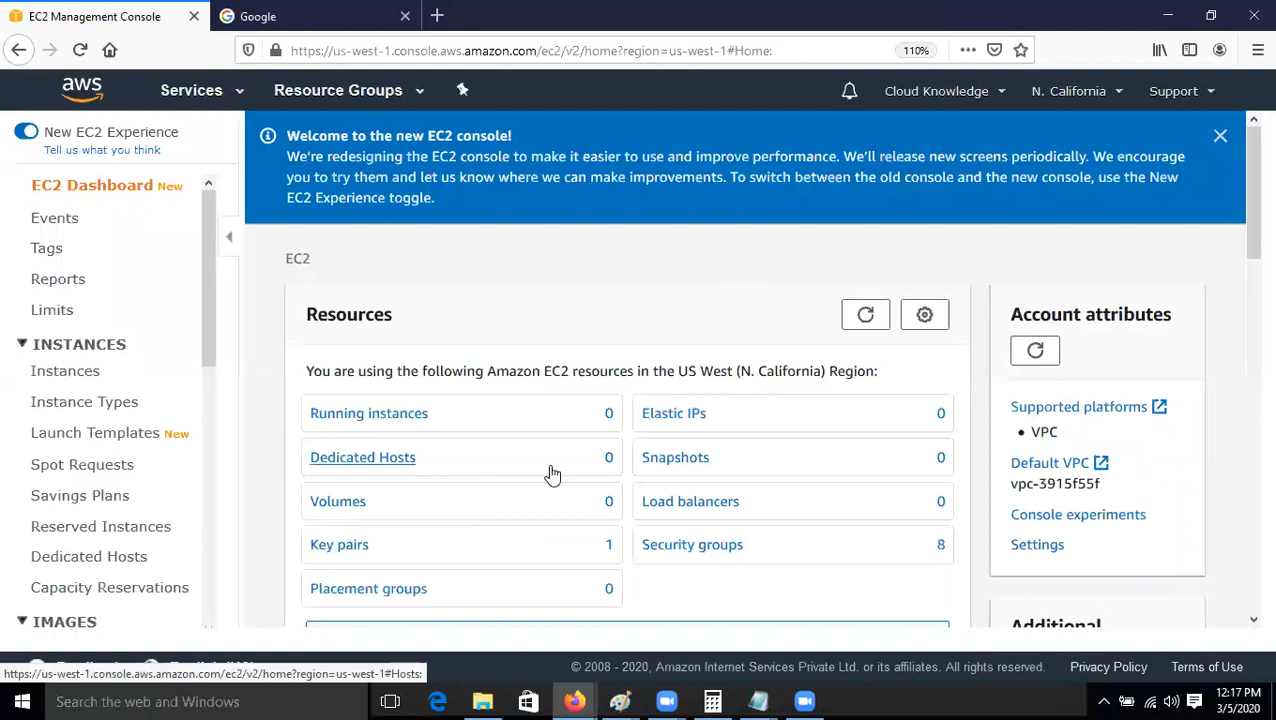 EC2 Management Console
Google
https://us-west-1.console.aws.amazon.com/ec2/v2/home?region=us-west-1#Home:
110%
aws
Services
Resource Groups
Cloud Knowledge
N. California
Support
New EC2 Experience
Tell us what you think
EC2 Dashboard New
Events
Tags
Reports
Limits
INSTANCES
Instances
Instance Types
Launch Templates New
Spot Requests
Savings Plans
Reserved Instances
Dedicated Hosts
Capacity Reservations
IMAGES
Welcome to the new EC2 console!
We're redesigning the EC2 console to make it easier to use and improve performance. We'll release new screens periodically. We encourage
you to try them and let us know where we can make improvements. To switch between the old console and the new console, use the New
EC2 Experience toggle.
EC2
Resources
You are using the following Amazon EC2 resources in the US West (N. California) Region:
Running instances 0
Elastic IPs 0
Dedicated Hosts 0
Snapshots 0
Volumes 0
Load balancers 0
Key pairs 1
Security groups 8
Placement groups 0
Account attributes
Supported platforms
• VPC
Default VPC
vpc-3915f55f
Console experiments
Settings
Additional
https://us-west-1.console.aws.amazon.com/ec2/v2/home?region=us-west-1#Hosts:
© 2008 - 2020, Amazon Internet Services Private Ltd. or its affiliates. All rights reserved.
Privacy Policy
Terms of Use
Search the web and Windows
12:17 PM
3/5/2020